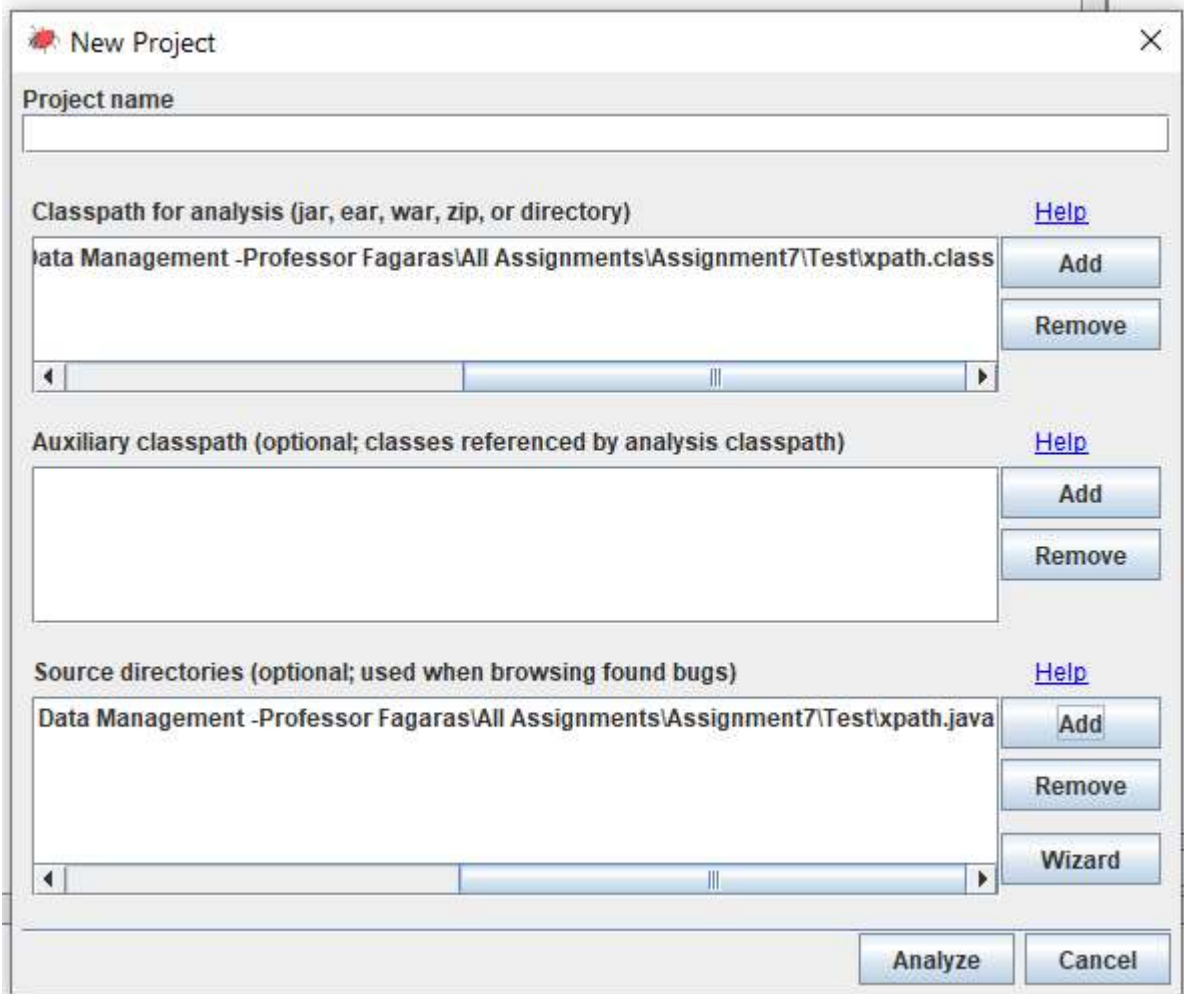 New Project
Project name
Classpath for analysis (jar, ear, war, zip, or directory)
Help
ata Management -Professor Fagaras\All Assignments\Assignment7\Test\xpath.class
Add
Remove
Auxiliary classpath (optional; classes referenced by analysis classpath)
Help
Add
Remove
Source directories (optional; used when browsing found bugs)
Help
Data Management -Professor Fagaras\All Assignments\Assignment7\Test\xpath.java
Add
Remove
Wizard
Analyze
Cancel